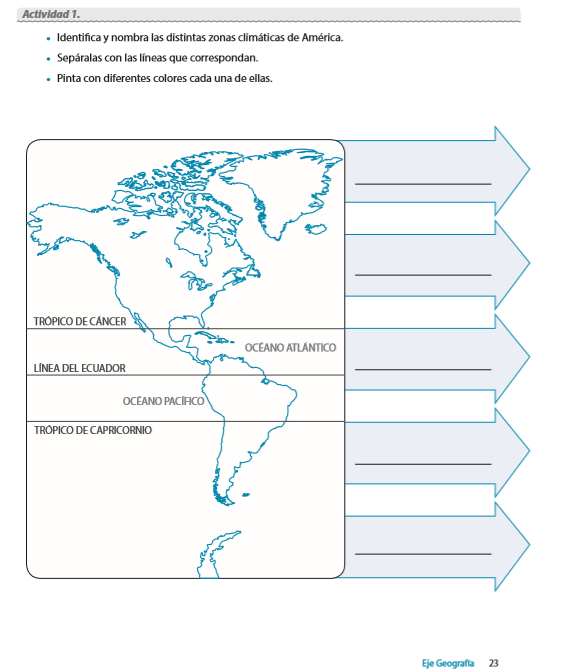 Actividad 1.
• Identifica y nombra las distintas zonas climáticas de América.
• Sepáralas con las líneas que correspondan.
• Pinta con diferentes colores cada una de ellas.
TRÓPICO DE CÁNCER
OCÉANO ATLÁNTICO
LÍNEA DEL ECUADOR
OCÉANO PACÍFICO
TRÓPICO DE CAPRICORNIO
Eje Geografía 23